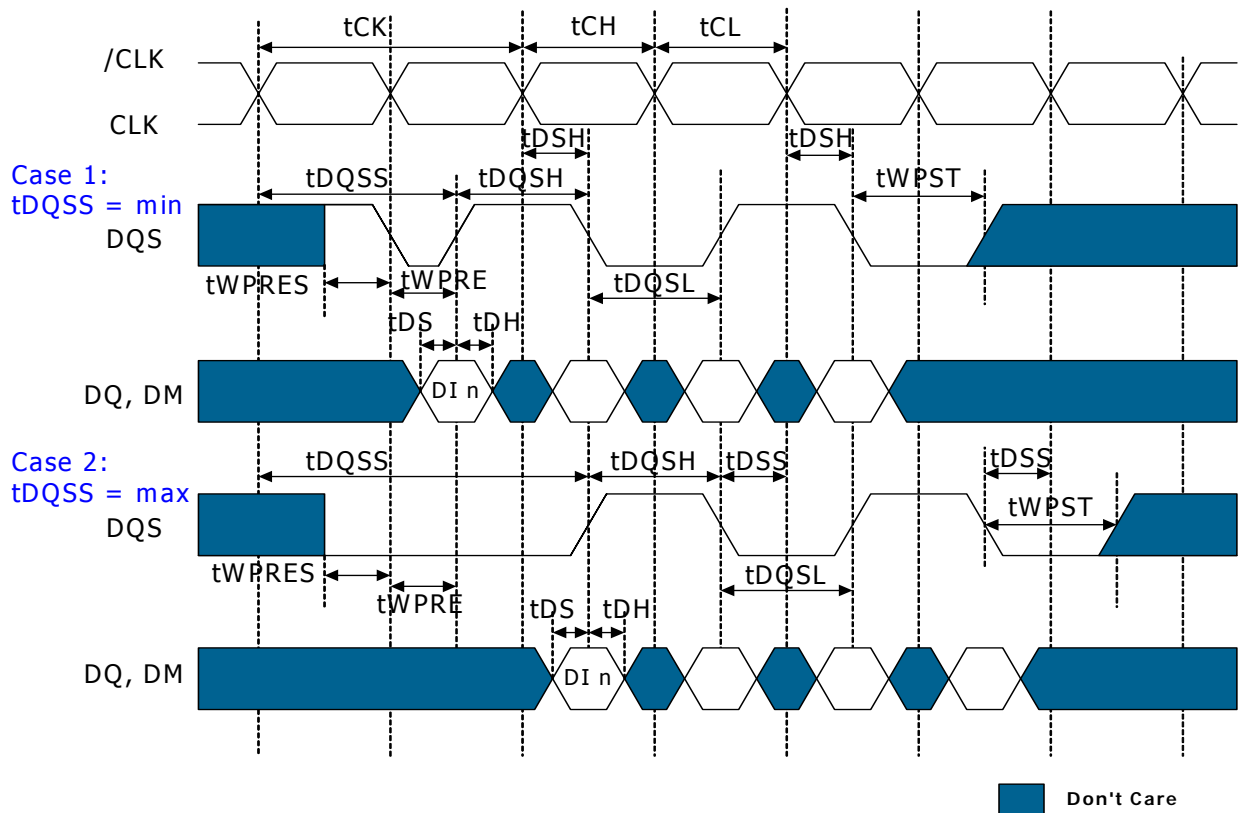 tCK tCH tCL
/CLK
CLK
tDSH tDSH
Case 1:
tDQSS = min
tDQSS tDQSH tWPST
DQS
tWPRES tWPRE tDQSL
tDS tDH
DQ, DM
DI n
Case 2:
tDQSS = max
tDQSS tDQSH tDSS tDSS
tWPST
DQS
tWPRES tDQSL
tWPRE
tDS tDH
DQ, DM
DI n
Don't Care